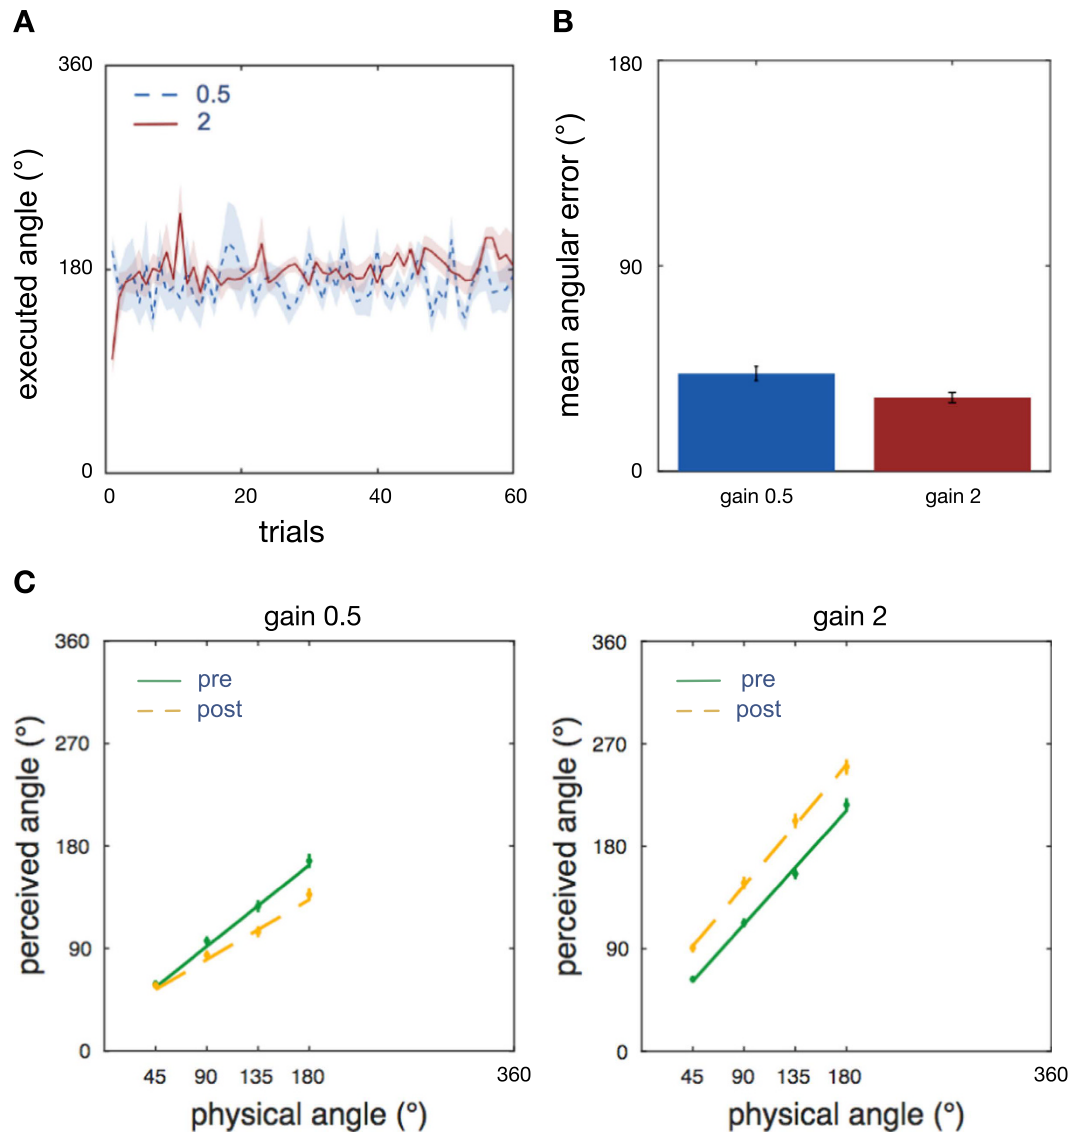 A
360
180
0
executed angle (°)
0.5
2
0 20 40 60
trials
B
180
90
0
mean angular error (°)
gain 0.5 gain 2
C
gain 0.5
360
270
180
90
0
perceived angle (°)
pre
post
45 90 135 180 360
physical angle (°)
gain 2
360
270
180
90
0
perceived angle (°)
pre
post
45 90 135 180 360
physical angle (°)